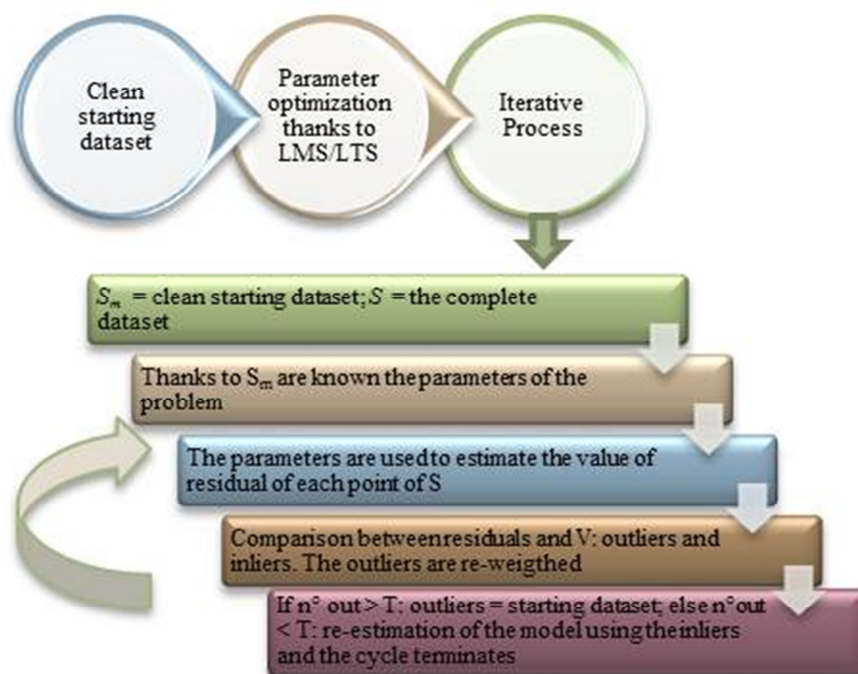 Clean
starting
dataset
Parameter
optimization
thanks to
LMS/LTS
Iterative
Process
Sm = clean starting dataset; S = the complete
dataset
Thanks to Sm are known the parameters of the
problem
The parameters are used to estimate the value of
residual of each point of S
Comparison between residuals and V: outliers and
inliers. The outliers are re-weigthed
If n° out > T: outliers = starting dataset; else n°out
< T: re-estimation of the model using the inliers
and the cycle terminates